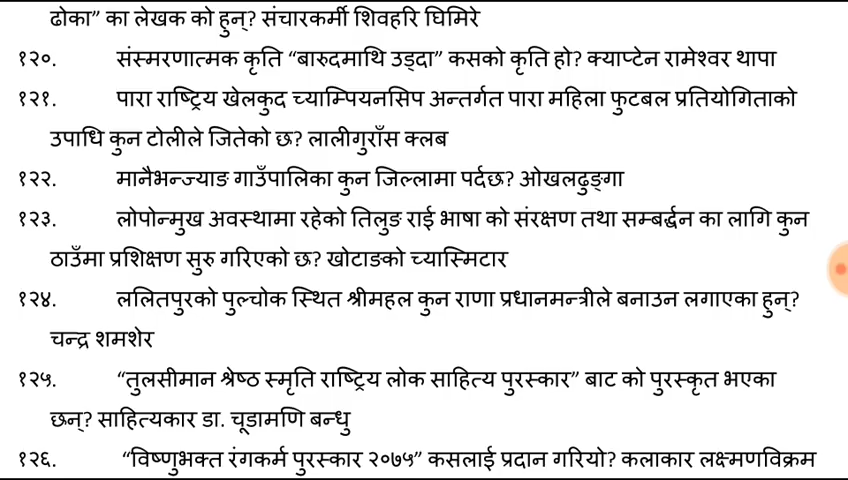 ढोका” का लेखक को हुन्? संचारकर्मी शिवहरि घिमिरे
१२०. संस्मरणात्मक कृति “बारुदमाथि उड्दा” कसको कृति हो? क्याप्टेन रामेश्वर थापा
१२१. पारा राष्ट्रिय खेलकुद च्याम्पियनसिप अन्तर्गत पारा महिला फुटबल प्रतियोगिताको
उपाधि कुन टोलीले जितेको छ? लालीगुराँस क्लब
१२२. मानेभन्ज्याङ गाउँपालिका कुन जिल्लामा पर्दछ? ओखलढुङ्गा
१२३. लोपोन्मुख अवस्थामा रहेको तिलुङ राई भाषा को संरक्षण तथा सम्बर्द्धन का लागि कुन
ठाउँमा प्रशिक्षण सुरु गरिएको छ? खोटाङको च्यास्मिटार
१२४. ललितपुरको पुल्चोक स्थित श्रीमहल कुन राणा प्रधानमन्त्रीले बनाउन लगाएका हुन्?
चन्द्र शमशेर
१२५. “तुलसीमान श्रेष्ठ स्मृति राष्ट्रिय लोक साहित्य पुरस्कार” बाट को पुरस्कृत भएका
छन्? साहित्यकार डा. चूडामणि बन्धु
१२६. “विष्णुभक्त रंगकर्म पुरस्कार २०७५” कसलाई प्रदान गरियो? कलाकार लक्ष्मणविक्रम